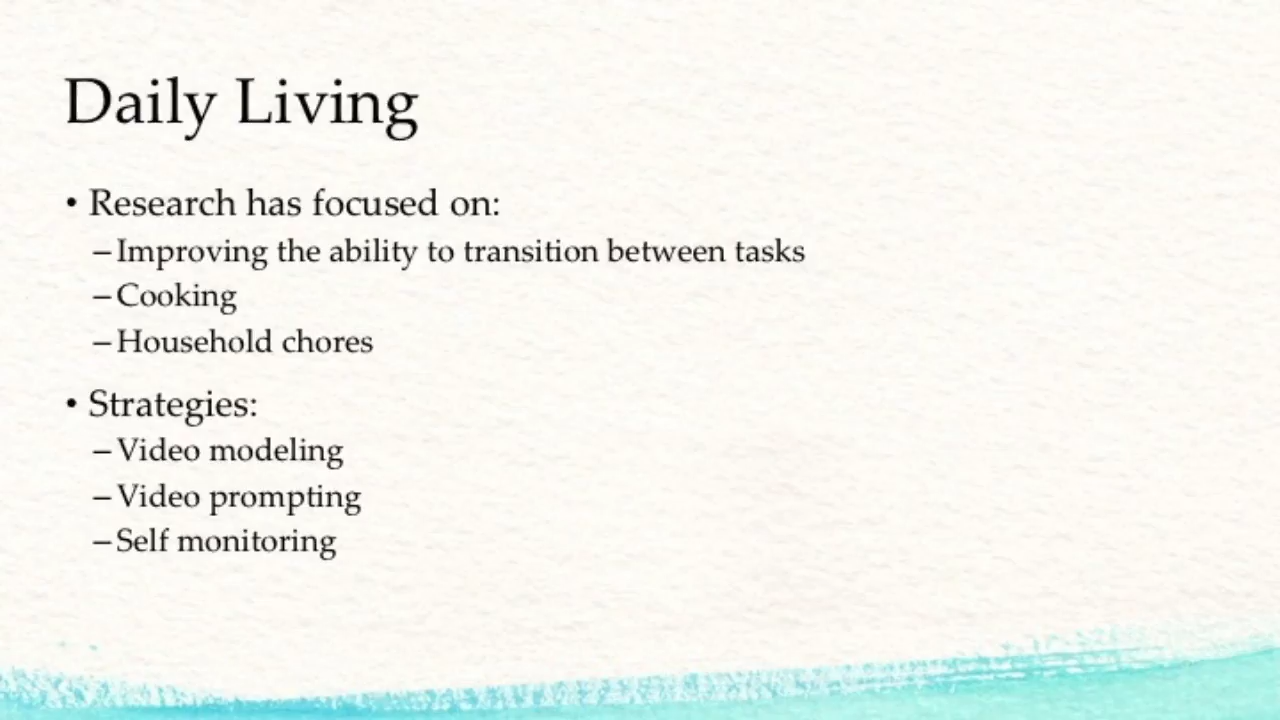 Daily Living
• Research has focused on:
–Improving the ability to transition between tasks
–Cooking
–Household chores
• Strategies:
–Video modeling
–Video prompting
–Self monitoring